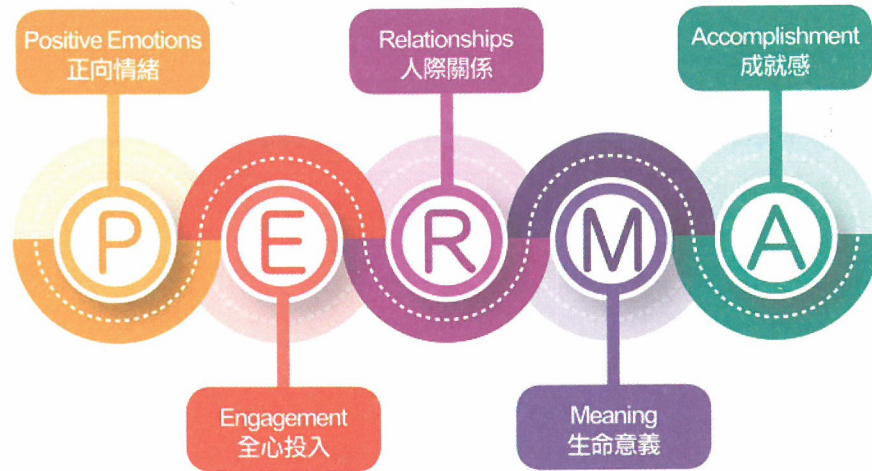 Positive Emotions
正向情緒
Relationships
人際關係
Accomplishment
成就感
P E R M A
Engagement
全心投入
Meaning
生命意義